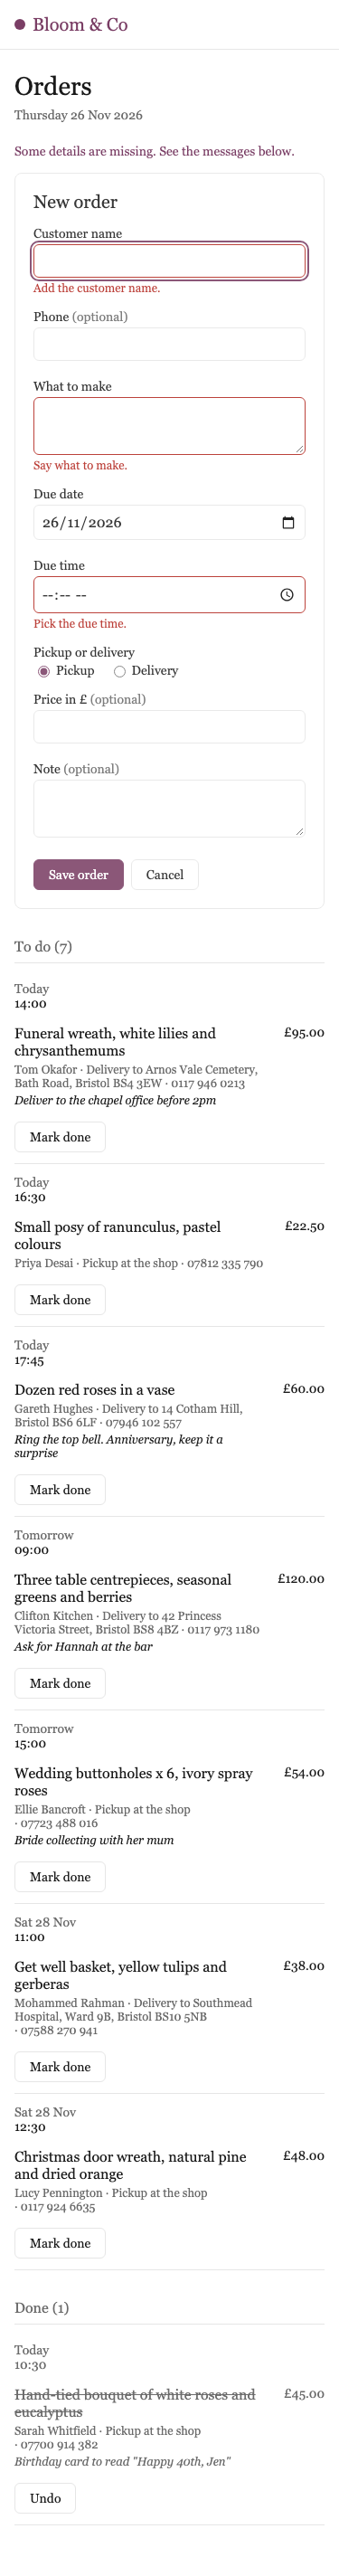 Bloom & Co
Orders
Thursday 26 Nov 2026
Some details are missing. See the messages below.
New order
Customer name
Add the customer name.
Phone (optional)
What to make
Say what to make.
Due date
26/11/2026
Due time
--:-- --
Pick the due time.
Pickup or delivery
Pickup Delivery
Price in £ (optional)
Note (optional)
Save order Cancel
To do (7)
Today
14:00
Funeral wreath, white lilies and £95.00
chrysanthemums
Tom Okafor · Delivery to Arnos Vale Cemetery,
Bath Road, Bristol BS4 3EW · 0117 946 0213
Deliver to the chapel office before 2pm
Mark done
Today
16:30
Small posy of ranunculus, pastel £22.50
colours
Priya Desai · Pickup at the shop · 07812 335 790
Mark done
Today
17:45
Dozen red roses in a vase £60.00
Gareth Hughes · Delivery to 14 Cotham Hill,
Bristol BS6 6LF · 07946 102 557
Ring the top bell. Anniversary, keep it a
surprise
Mark done
Tomorrow
09:00
Three table centrepieces, seasonal £120.00
greens and berries
Clifton Kitchen · Delivery to 42 Princess
Victoria Street, Bristol BS8 4BZ · 0117 973 1180
Ask for Hannah at the bar
Mark done
Tomorrow
15:00
Wedding buttonholes x 6, ivory spray £54.00
roses
Ellie Bancroft · Pickup at the shop
· 07723 488 016
Bride collecting with her mum
Mark done
Sat 28 Nov
11:00
Get well basket, yellow tulips and £38.00
gerberas
Mohammed Rahman · Delivery to Southmead
Hospital, Ward 9B, Bristol BS10 5NB
· 07588 270 941
Mark done
Sat 28 Nov
12:30
Christmas door wreath, natural pine £48.00
and dried orange
Lucy Pennington · Pickup at the shop
· 0117 924 6635
Mark done
Done (1)
Today
10:30
Hand-tied bouquet of white roses and £45.00
eucalyptus
Sarah Whitfield · Pickup at the shop
· 07700 914 382
Birthday card to read "Happy 40th, Jen"
Undo